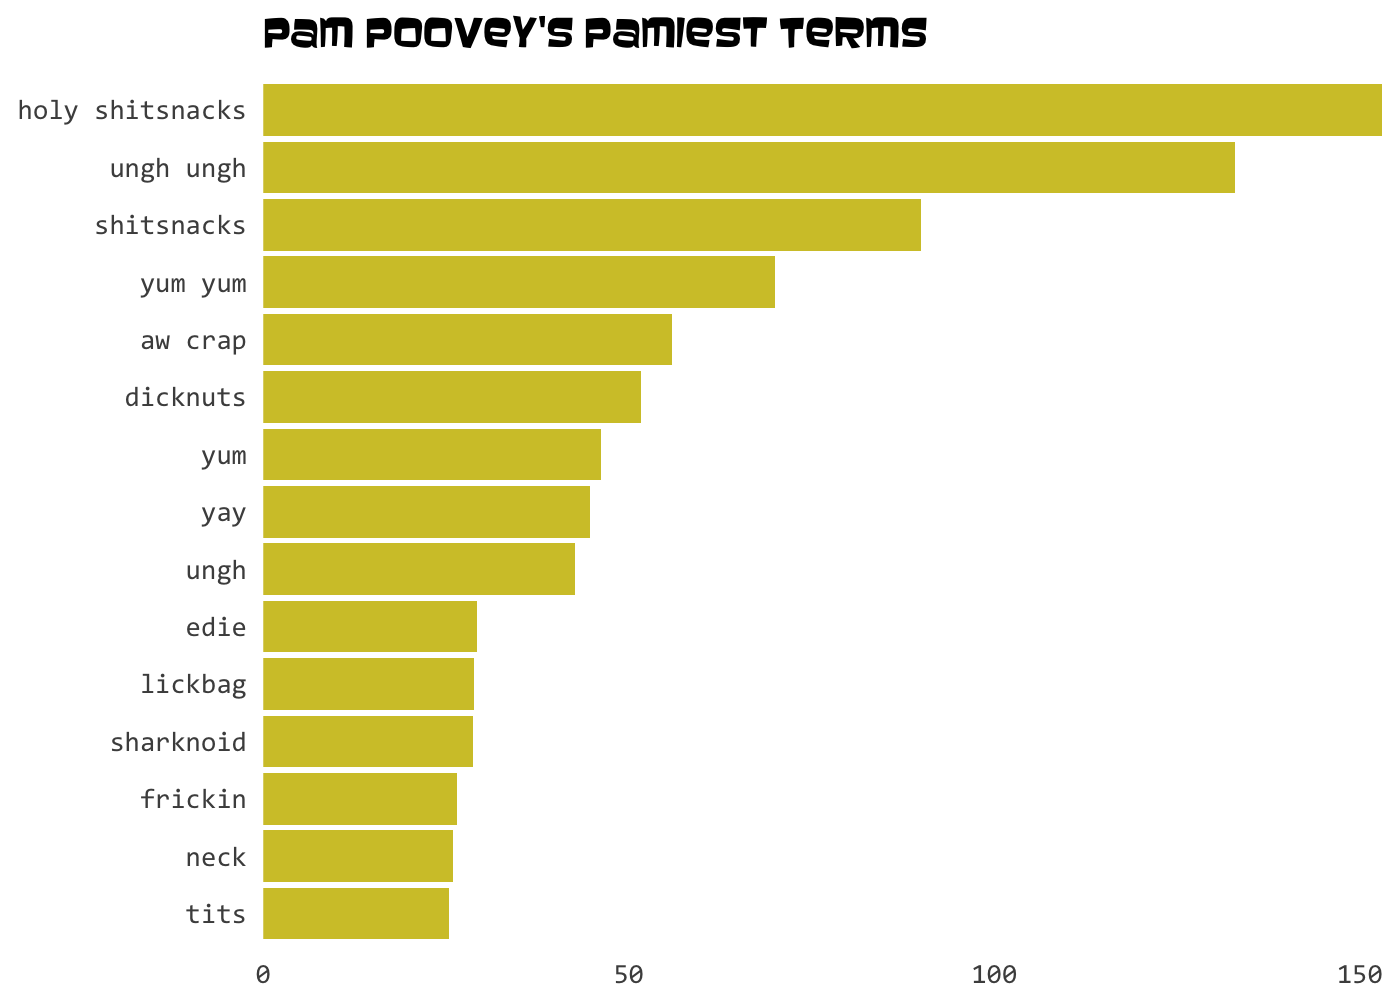 Pam Poovey's Pamiest Terms
holy shitsnacks
ungh ungh
shitsnacks
yum yum
aw crap
dicknuts
yum
yay
ungh
edie
lickbag
sharknoid
frickin
neck
tits
0 50 100 150